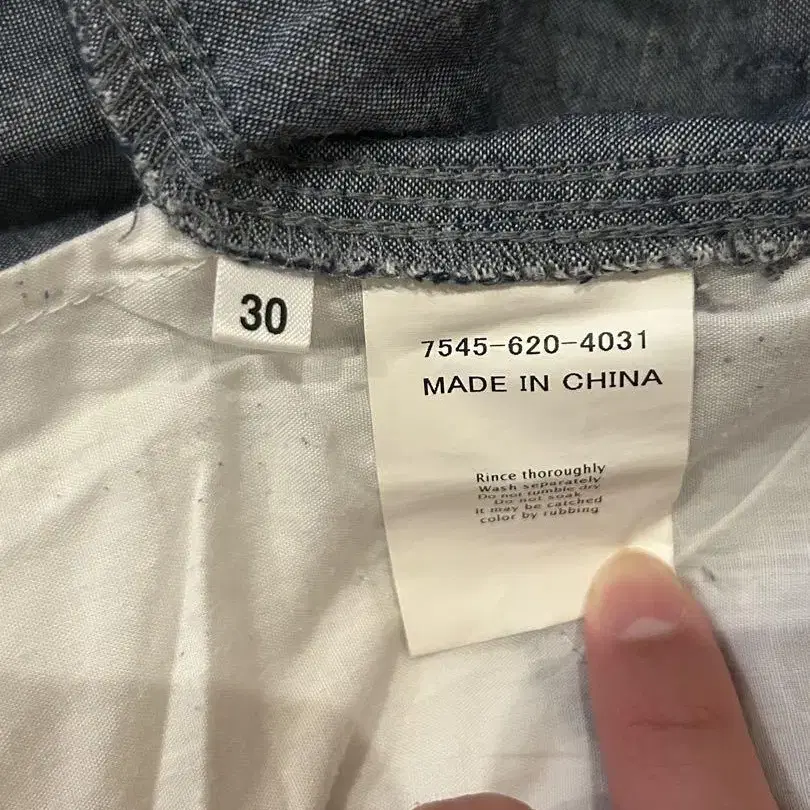 30
7545-620-4031
MADE IN CHINA
Rince thoroughly
Wash separately
Do not tumble dry
Do not soak
It may be catched
color by rubbing